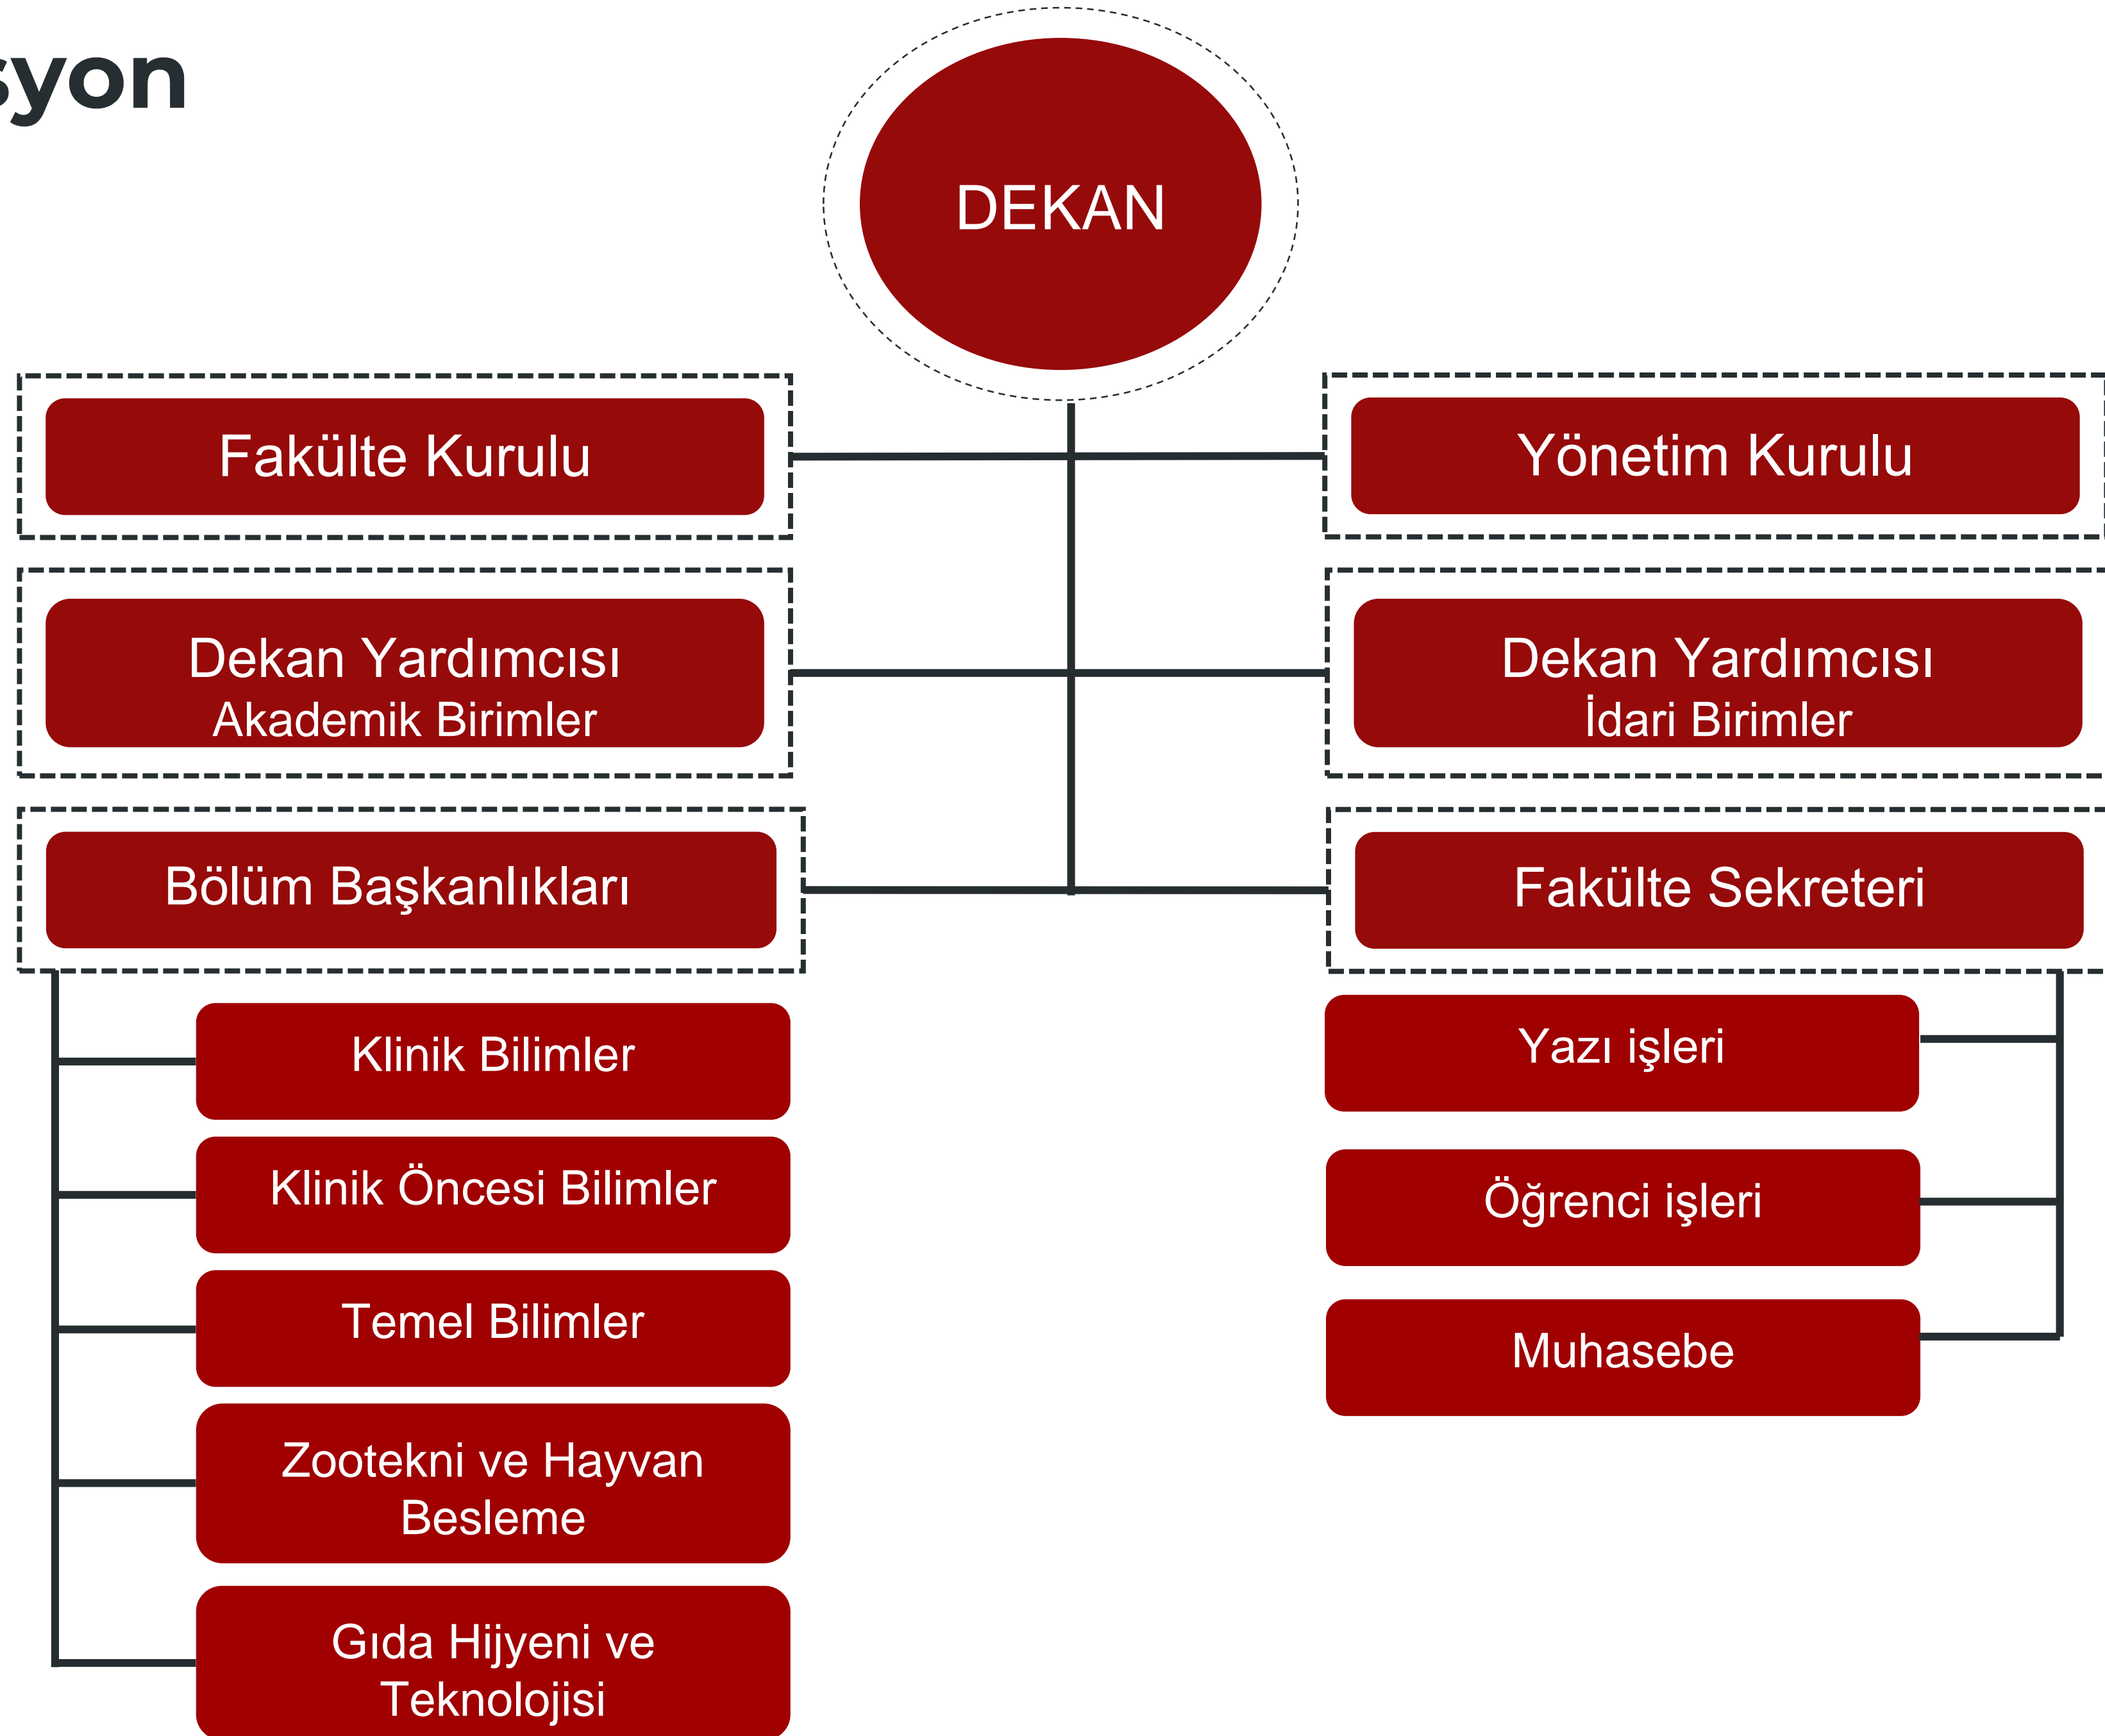 syon
DEKAN
Fakülte Kurulu
Yönetim Kurulu
Dekan Yardımcısı
Akademik Birimler
Dekan Yardımcısı
İdari Birimler
Bölüm Başkanlıkları
Fakülte Sekreteri
Klinik Bilimler
Klinik Öncesi Bilimler
Temel Bilimler
Zootekni ve Hayvan
Besleme
Gıda Hijyeni ve
Teknolojisi
Yazı işleri
Öğrenci işleri
Muhasebe